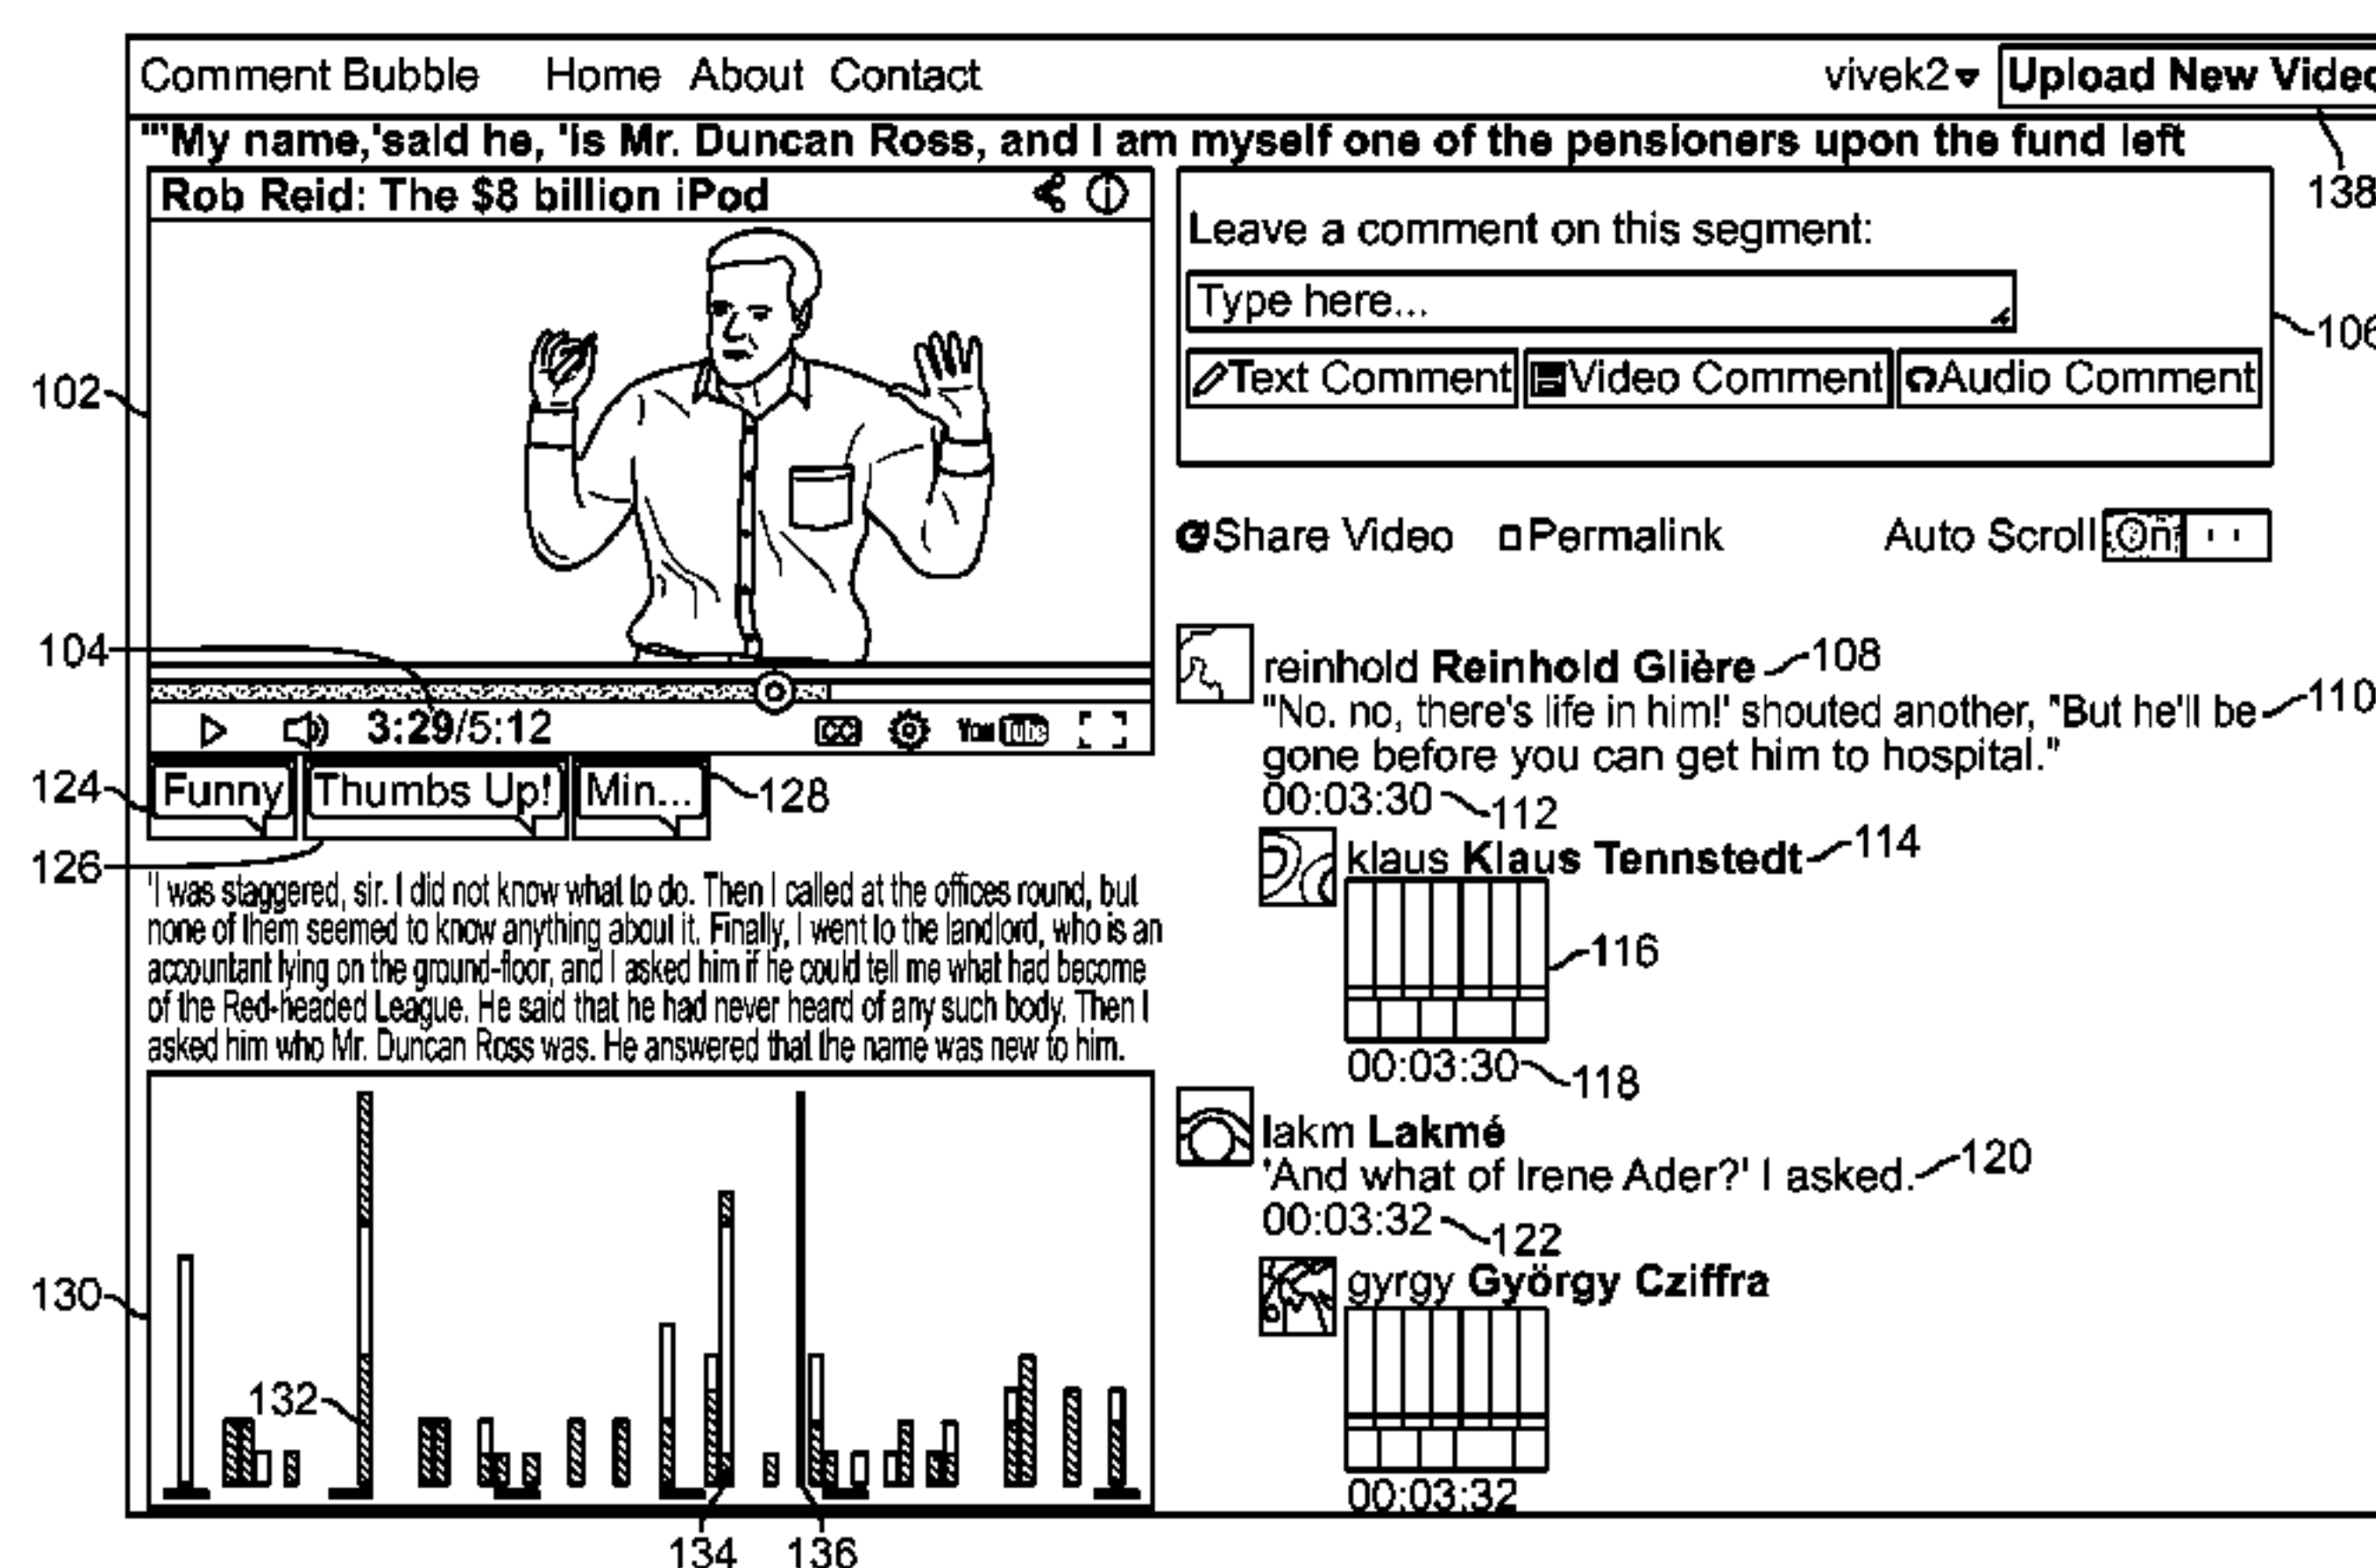 Comment Bubble Home About Contact vivek2 Upload New Video
"'My name,'said he, 'is Mr. Duncan Ross, and I am myself one of the pensioners upon the fund left
138
Rob Reid: The $8 billion iPod
Leave a comment on this segment:
Type here...
106
Text Comment Video Comment Audio Comment
102
Share Video Permalink Auto Scroll On
104
3:29/5:12 CC You Tube
124 Funny Thumbs Up! Min... 128
126
'I was staggered, sir. I did not know what to do. Then I called at the offices round, but
none of them seemed to know anything about it. Finally, I went to the landlord, who is an
accountant lying on the ground-floor, and I asked him if he could tell me what had become
of the Red-headed League. He said that he had never heard of any such body. Then I
asked him who Mr. Duncan Ross was. He answered that the name was new to him.
130
132
134 136
reinhold Reinhold Glière 108
"No. no, there's life in him!' shouted another, "But he'll be 110
gone before you can get him to hospital."
00:03:30 112
klaus Klaus Tennstedt 114
116
00:03:30 118
lakm Lakmé
'And what of Irene Ader?' I asked. 120
00:03:32 122
gyrgy György Cziffra
00:03:32